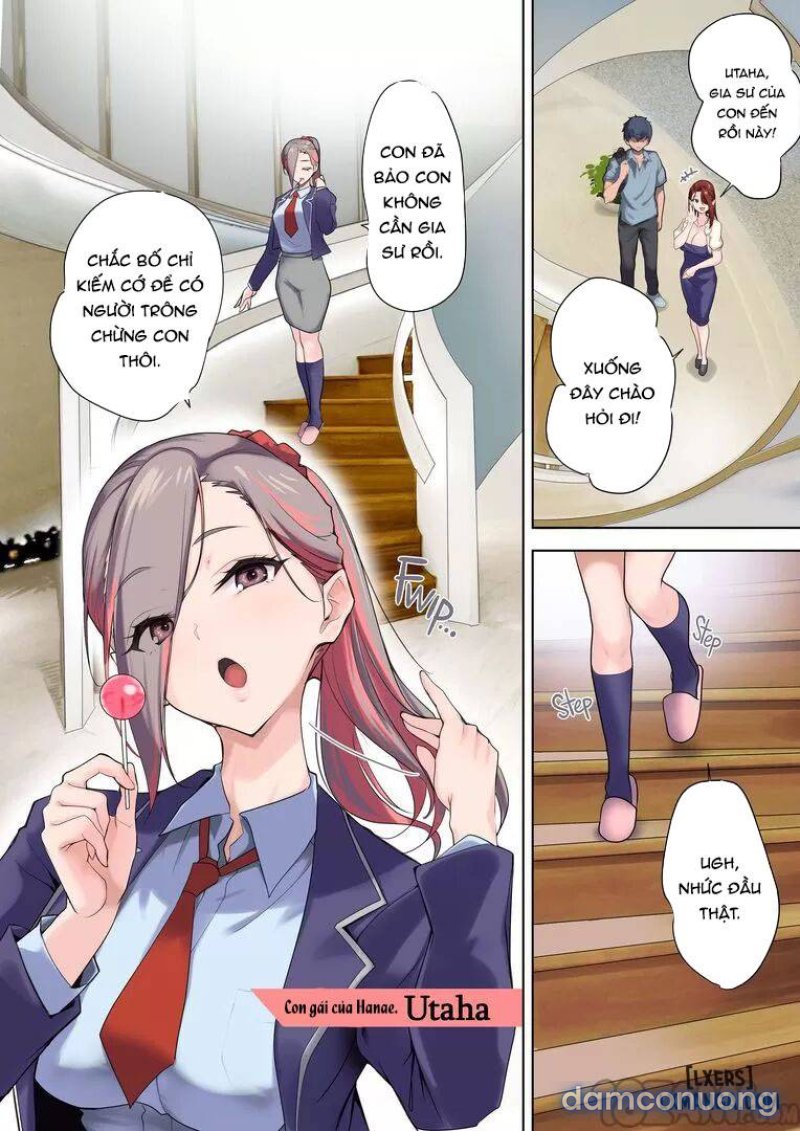 UTAHA,
GIA SƯ CỦA
CON ĐẾN
RỒI NÀY!
XUỐNG
ĐÂY CHÀO
HỎI ĐI!
Step
Step
UGH,
NHỨC ĐẦU
THẬT.
CON ĐÃ
BẢO CON
KHÔNG
CẦN GIA
SƯ RỒI.
CHẮC BỐ CHỈ
KIẾM CỚ ĐỂ CÓ
NGƯỜI TRÔNG
CHỪNG CON
THÔI.
FWP...
Con gái của Hanae. Utaha
[LXERS]
damconuong